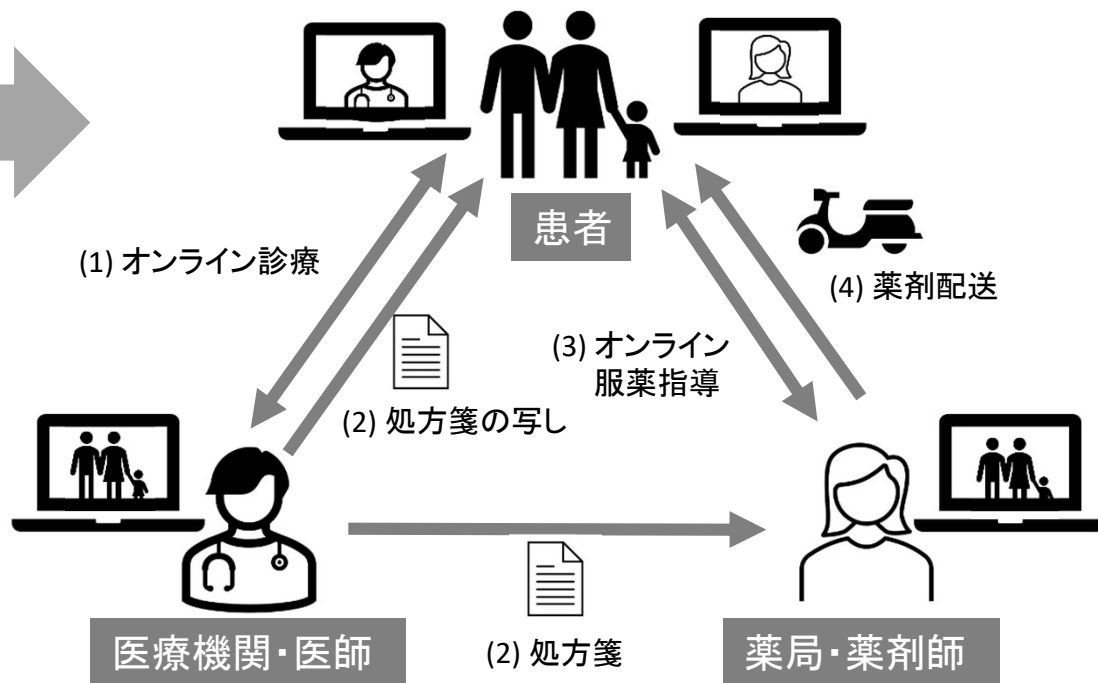 患者
(1) オンライン診療
(4) 薬剤配送
(3) オンライン
服薬指導
(2) 処方箋の写し
医療機関・医師
(2) 処方箋
薬局・薬剤師